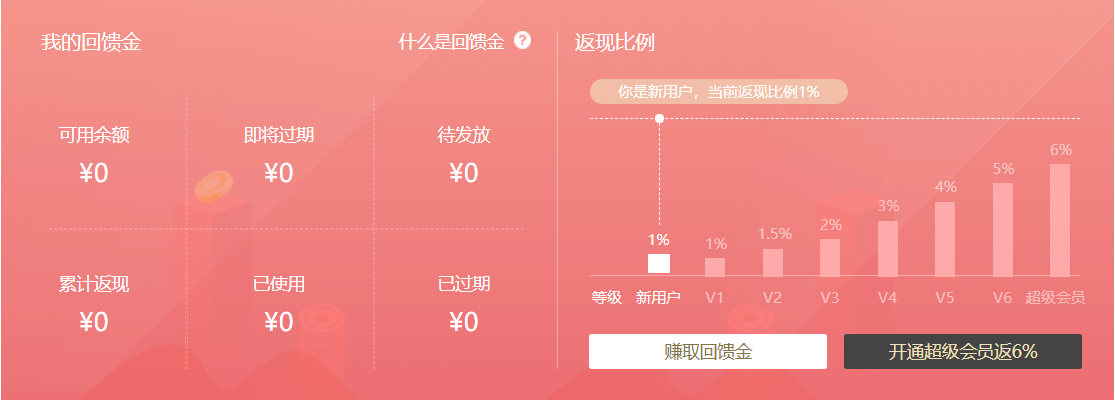 我的回馈金
什么是回馈金 ?
可用余额
¥0
即将过期
¥0
待发放
¥0
累计返现
¥0
已使用
¥0
已过期
¥0
返现比例
你是新用户，当前返现比例1%
1%
1%
1.5%
2%
3%
4%
5%
6%
等级 新用户 V1 V2 V3 V4 V5 V6 超级会员
赚取回馈金
开通超级会员返6%